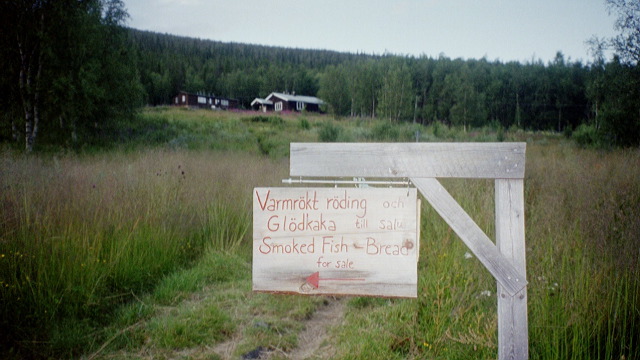 Varmrökt röding och
Glödkaka till salu
Smoked Fish - Bread
for sale